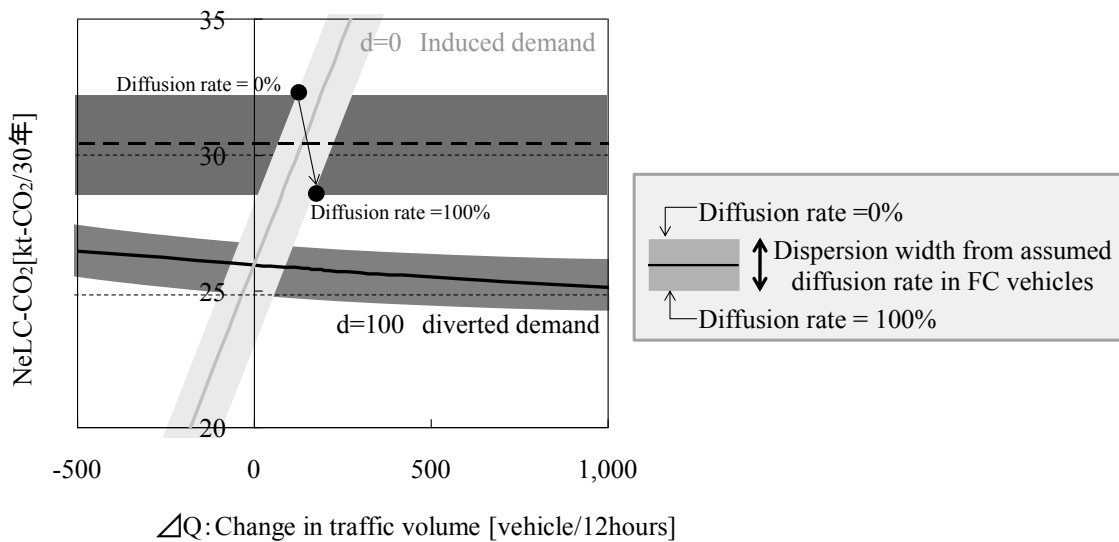 35
d=0 Induced demand
Diffusion rate = 0%
30
Diffusion rate =100%
25
d=100 diverted demand
20
-500
0
500
1,000
NeLC-CO₂[kt-CO₂/30年]
⊿Q:Change in traffic volume [vehicle/12hours]
Diffusion rate =0%
Dispersion width from assumed
diffusion rate in FC vehicles
Diffusion rate = 100%